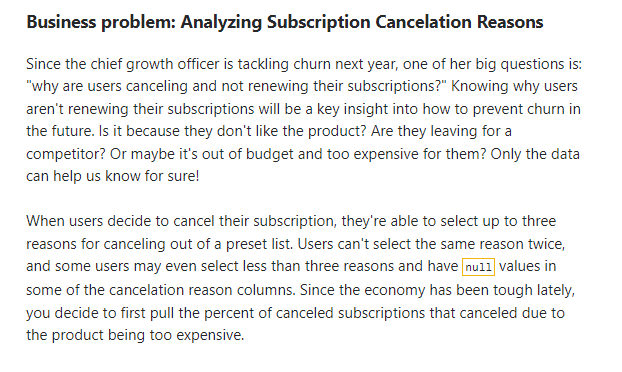 Business problem: Analyzing Subscription Cancelation Reasons
Since the chief growth officer is tackling churn next year, one of her big questions is:
"why are users canceling and not renewing their subscriptions?" Knowing why users
aren't renewing their subscriptions will be a key insight into how to prevent churn in
the future. Is it because they don't like the product? Are they leaving for a
competitor? Or maybe it's out of budget and too expensive for them? Only the data
can help us know for sure!
When users decide to cancel their subscription, they're able to select up to three
reasons for canceling out of a preset list. Users can't select the same reason twice,
and some users may even select less than three reasons and have null values in
some of the cancelation reason columns. Since the economy has been tough lately,
you decide to first pull the percent of canceled subscriptions that canceled due to
the product being too expensive.